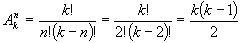 A_k^n = k!/(n!(k-n)!) = k!/(2!(k-2)!) = k(k-1)/2